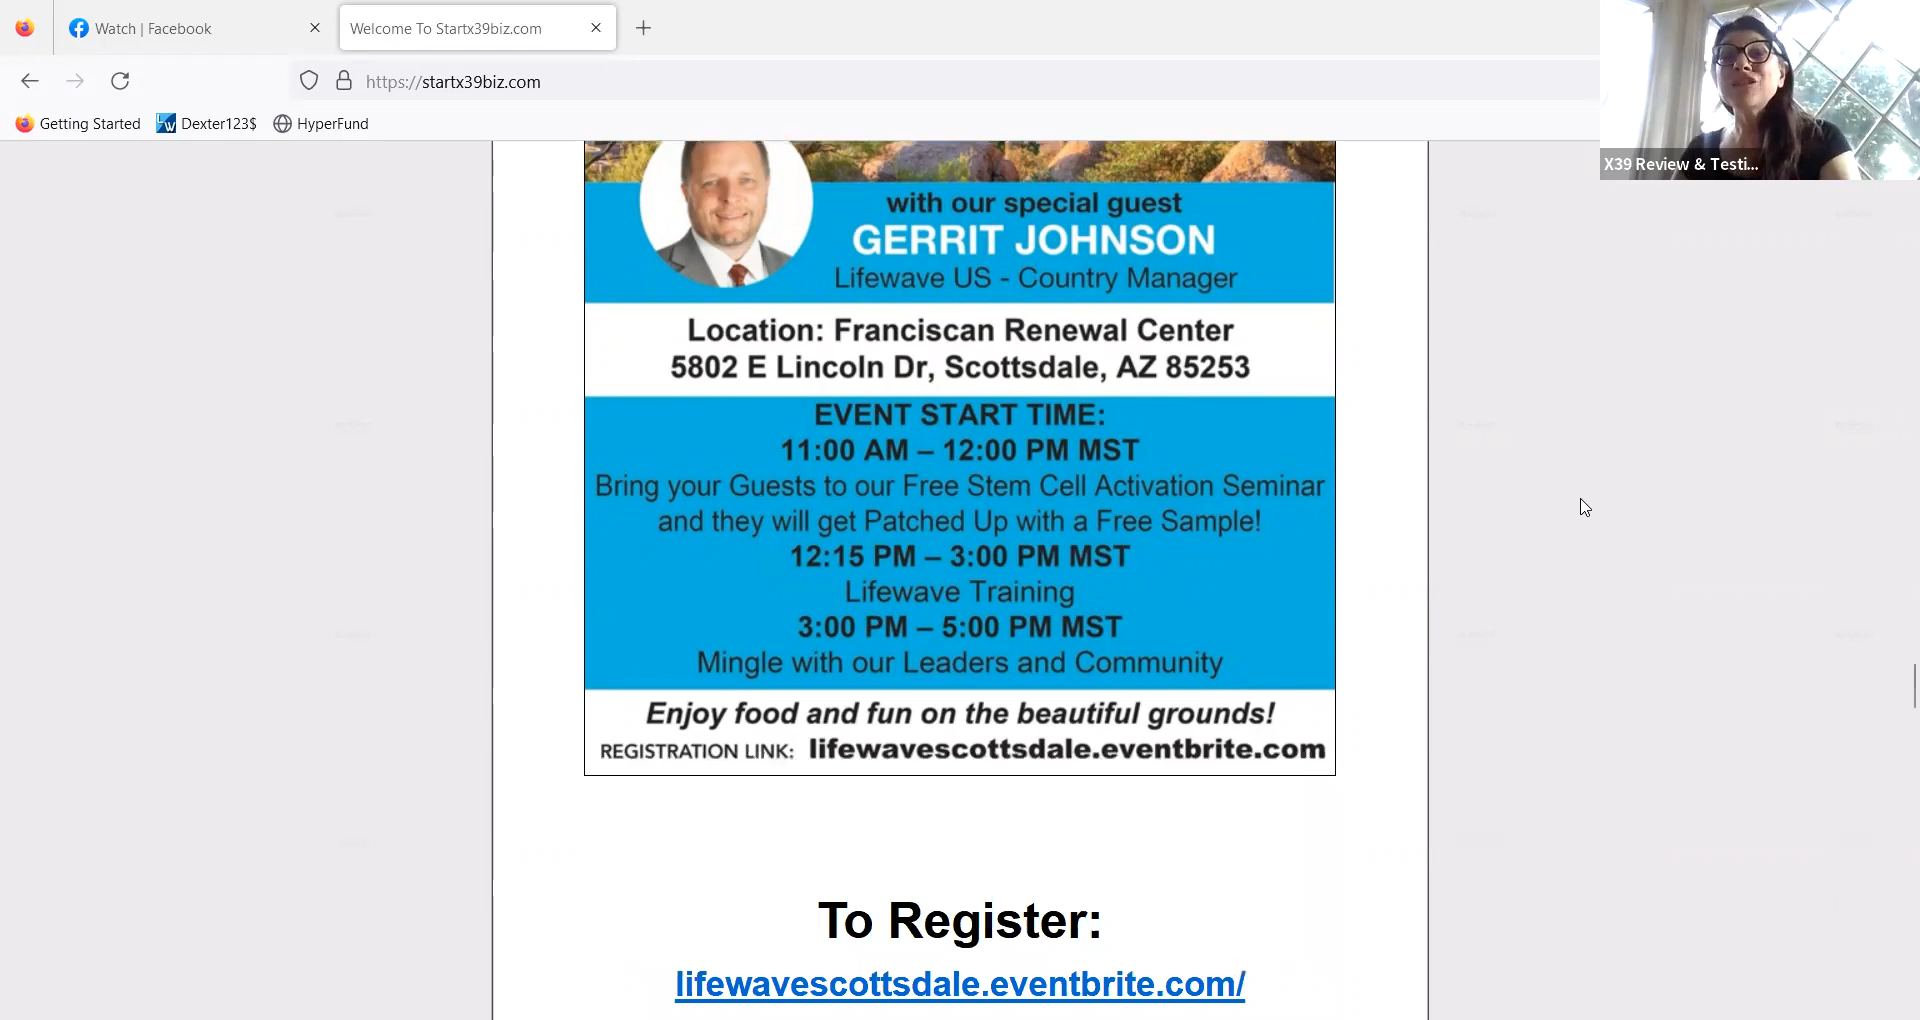 Watch | Facebook
Welcome To Startx39biz.com
https://startx39biz.com
Getting Started
Dexter123$
HyperFund
X39 Review & Testi...
with our special guest
GERRIT JOHNSON
Lifewave US - Country Manager
Location: Franciscan Renewal Center
5802 E Lincoln Dr, Scottsdale, AZ 85253
EVENT START TIME:
11:00 AM – 12:00 PM MST
Bring your Guests to our Free Stem Cell Activation Seminar
and they will get Patched Up with a Free Sample!
12:15 PM – 3:00 PM MST
Lifewave Training
3:00 PM – 5:00 PM MST
Mingle with our Leaders and Community
Enjoy food and fun on the beautiful grounds!
REGISTRATION LINK: lifewavescottsdale.eventbrite.com
To Register:
lifewavescottsdale.eventbrite.com/